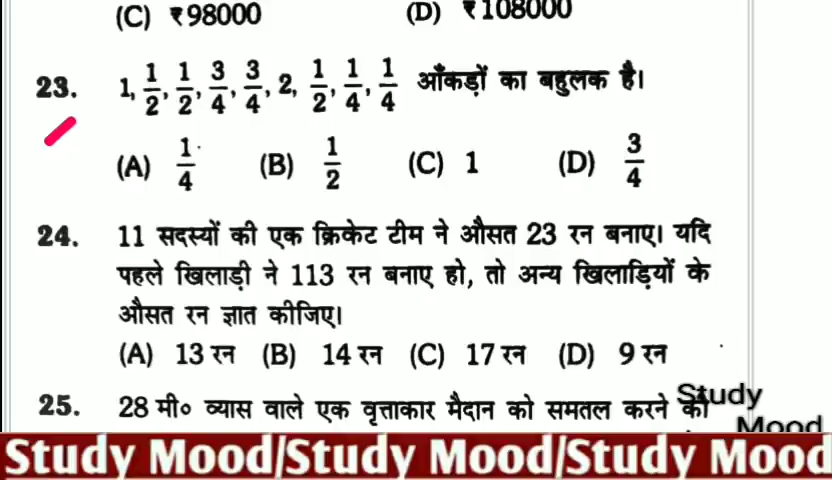 (C) ₹98000 (D) ₹108000
23. 1, 1/2, 1/2, 3/4, 3/4, 2, 1/2, 1/4, 1/4 आँकड़ों का बहुलक है।
(A) 1/4 (B) 1/2 (C) 1 (D) 3/4
24. 11 सदस्यों की एक क्रिकेट टीम ने औसत 23 रन बनाए। यदि
पहले खिलाड़ी ने 113 रन बनाए हो, तो अन्य खिलाड़ियों के
औसत रन ज्ञात कीजिए।
(A) 13 रन (B) 14 रन (C) 17 रन (D) 9 रन
25. 28 मी० व्यास वाले एक वृत्ताकार मैदान को समतल करने की
Study
Mood
Study Mood/Study Mood/Study Mood